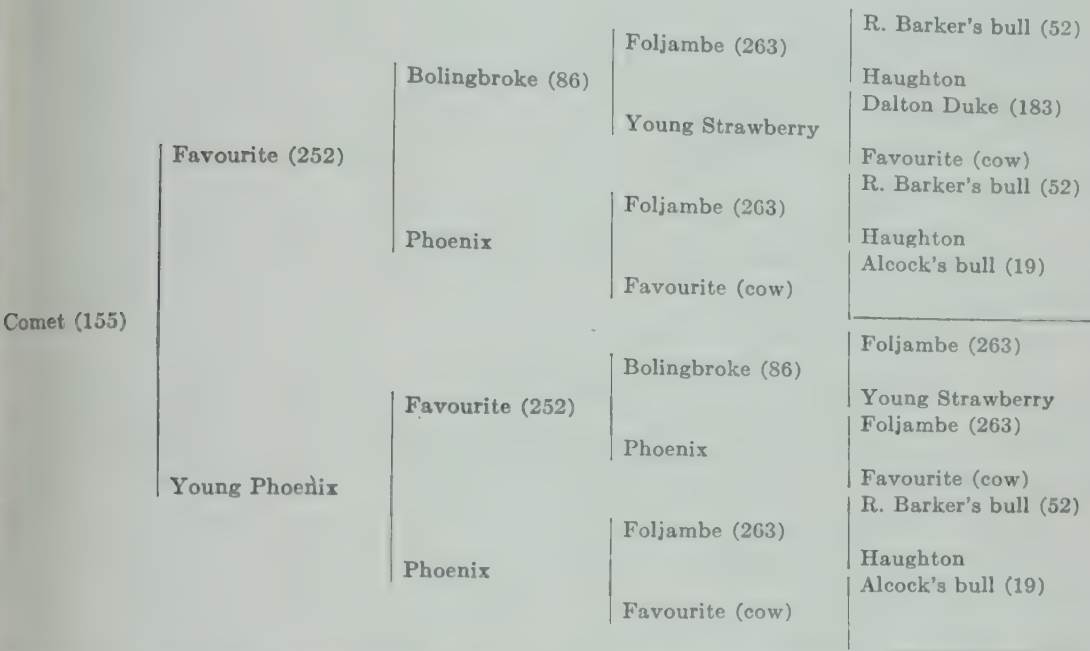 R. Barker's bull (52)
Foljambe (263)
Haughton
Bolingbroke (86)
Dalton Duke (183)
Young Strawberry
Favourite (cow)
Favourite (252)
R. Barker's bull (52)
Foljambe (263)
Haughton
Phoenix
Alcock's bull (19)
Favourite (cow)
Comet (155)
Foljambe (263)
Bolingbroke (86)
Young Strawberry
Favourite (252)
Foljambe (263)
Phoenix
Favourite (cow)
Young Phoenix
R. Barker's bull (52)
Foljambe (263)
Haughton
Phoenix
Alcock's bull (19)
Favourite (cow)